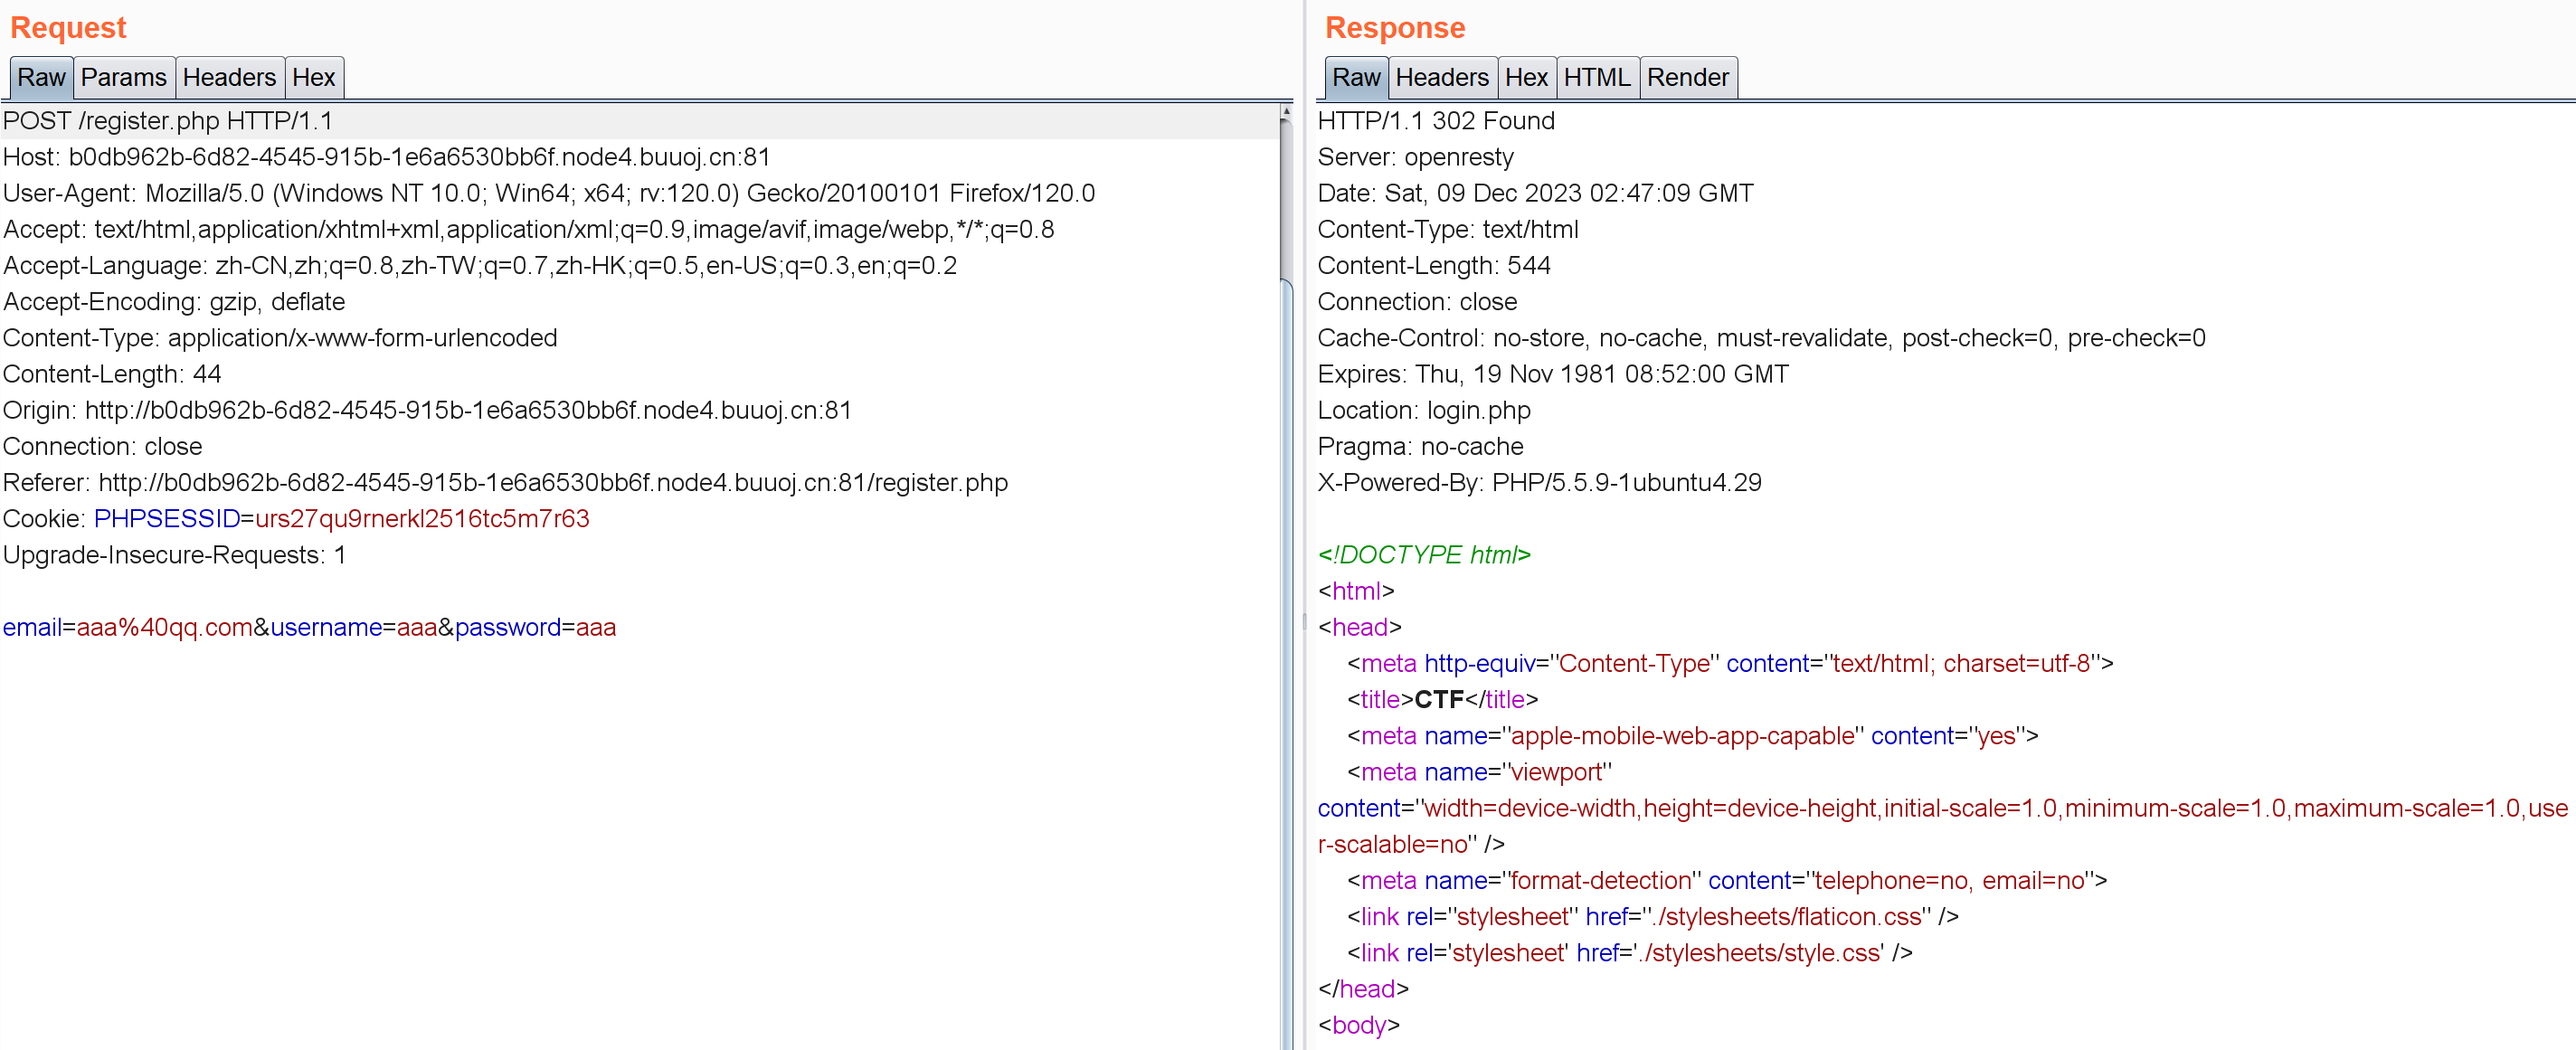 Request
Raw Params Headers Hex
POST /register.php HTTP/1.1
Host: b0db962b-6d82-4545-915b-1e6a6530bb6f.node4.buuoj.cn:81
User-Agent: Mozilla/5.0 (Windows NT 10.0; Win64; x64; rv:120.0) Gecko/20100101 Firefox/120.0
Accept: text/html,application/xhtml+xml,application/xml;q=0.9,image/avif,image/webp,*/*;q=0.8
Accept-Language: zh-CN,zh;q=0.8,zh-TW;q=0.7,zh-HK;q=0.5,en-US;q=0.3,en;q=0.2
Accept-Encoding: gzip, deflate
Content-Type: application/x-www-form-urlencoded
Content-Length: 44
Origin: http://b0db962b-6d82-4545-915b-1e6a6530bb6f.node4.buuoj.cn:81
Connection: close
Referer: http://b0db962b-6d82-4545-915b-1e6a6530bb6f.node4.buuoj.cn:81/register.php
Cookie: PHPSESSID=urs27qu9rnerkl2516tc5m7r63
Upgrade-Insecure-Requests: 1
email=aaa%40qq.com&username=aaa&password=aaa
Response
Raw Headers Hex HTML Render
HTTP/1.1 302 Found
Server: openresty
Date: Sat, 09 Dec 2023 02:47:09 GMT
Content-Type: text/html
Content-Length: 544
Connection: close
Cache-Control: no-store, no-cache, must-revalidate, post-check=0, pre-check=0
Expires: Thu, 19 Nov 1981 08:52:00 GMT
Location: login.php
Pragma: no-cache
X-Powered-By: PHP/5.5.9-1ubuntu4.29
<!DOCTYPE html>
<html>
<head>
<meta http-equiv="Content-Type" content="text/html; charset=utf-8">
<title>CTF</title>
<meta name="apple-mobile-web-app-capable" content="yes">
<meta name="viewport"
content="width=device-width,height=device-height,initial-scale=1.0,minimum-scale=1.0,maximum-scale=1.0,use
r-scalable=no" />
<meta name="format-detection" content="telephone=no, email=no">
<link rel="stylesheet" href="./stylesheets/flaticon.css" />
<link rel='stylesheet' href='./stylesheets/style.css' />
</head>
<body>